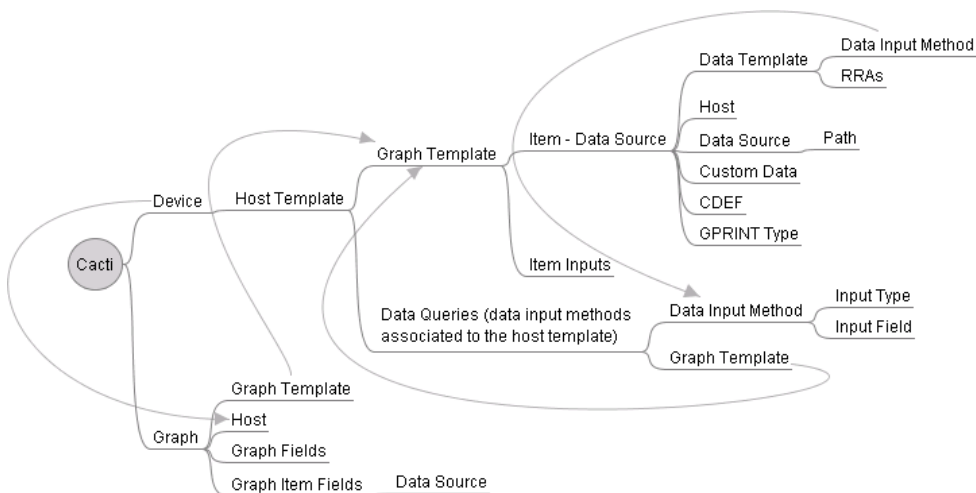 Cacti
Device
Host Template
Graph Template
Item - Data Source
Data Template
Data Input Method
RRAs
Host
Data Source
Path
Custom Data
CDEF
GPRINT Type
Item Inputs
Data Queries (data input methods
associated to the host template)
Data Input Method
Input Type
Input Field
Graph Template
Graph
Graph Template
Host
Graph Fields
Graph Item Fields
Data Source